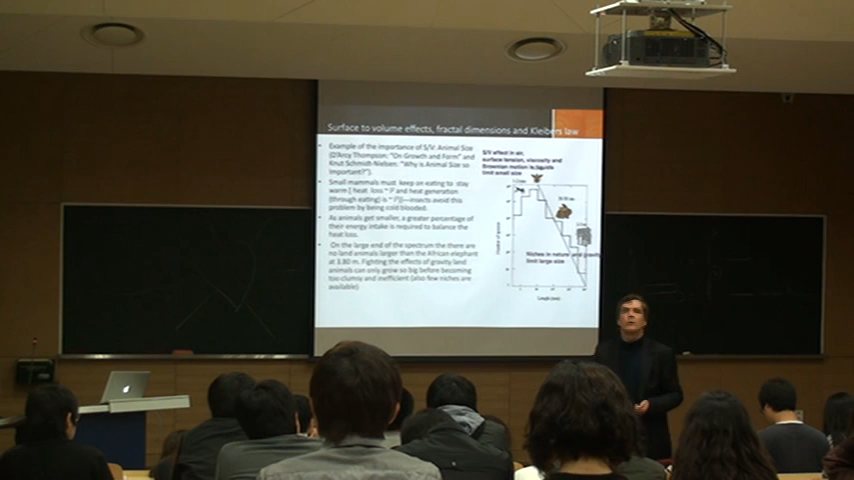 Surface to volume effects, fractal dimensions and Kleibers law
Example of the importance of S/V: Animal Size
(D'Arcy Thompson: "On Growth and Form" and
Knut Schmidt-Nielsen: "Why is Animal Size so
Important?").
Small mammals must keep on eating to stay
warm ( heat loss ~ l² and heat generation
(through eating) is ~ l³)—insects avoid this
problem by being cold blooded.
As animals get smaller, a greater percentage of
their energy intake is required to balance the
heat loss.
On the large end of the spectrum the there are
no land animals larger than the African elephant
at 3.80 m. Fighting the effects of gravity land
animals can only grow so big before becoming
too clumsy and inefficient (also few niches are
available)
S/V effect in air,
surface tension, viscosity and
Brownian motion in liquids
limit small size
Niches in nature and gravity
limit large size
Length (mm)